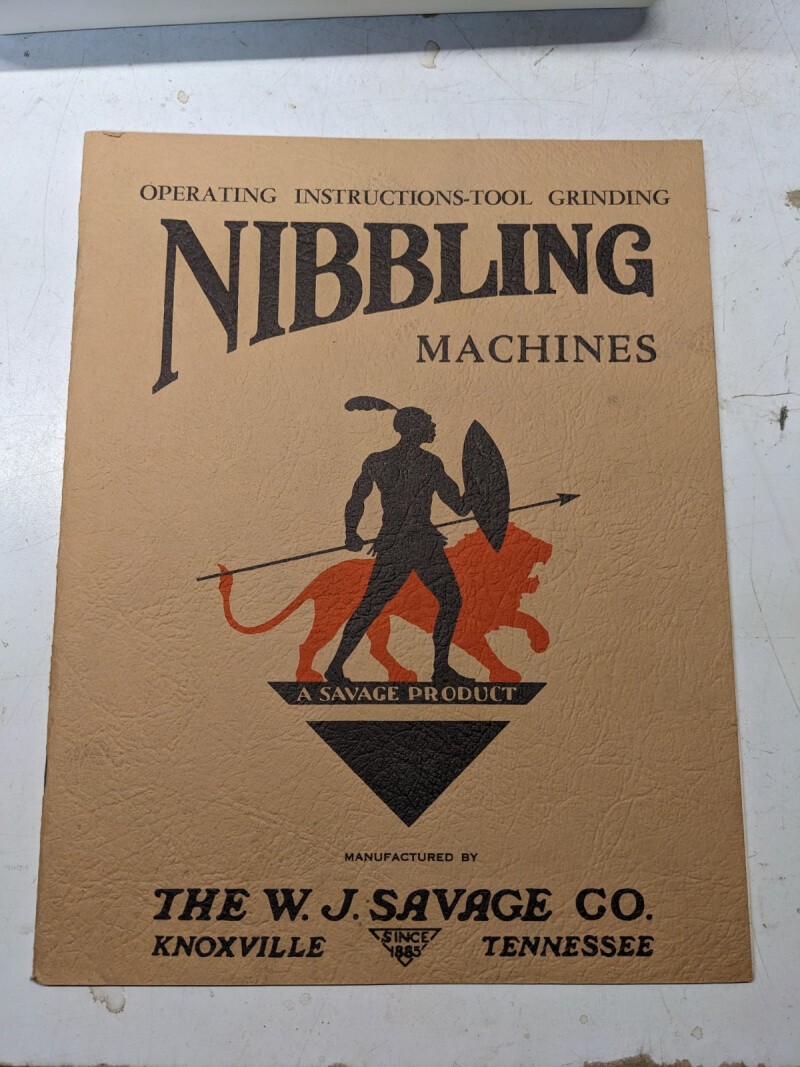 OPERATING INSTRUCTIONS-TOOL GRINDING
NIBBLING
MACHINES
A SAVAGE PRODUCT
MANUFACTURED BY
THE W. J. SAVAGE CO.
KNOXVILLE SINCE 1885 TENNESSEE